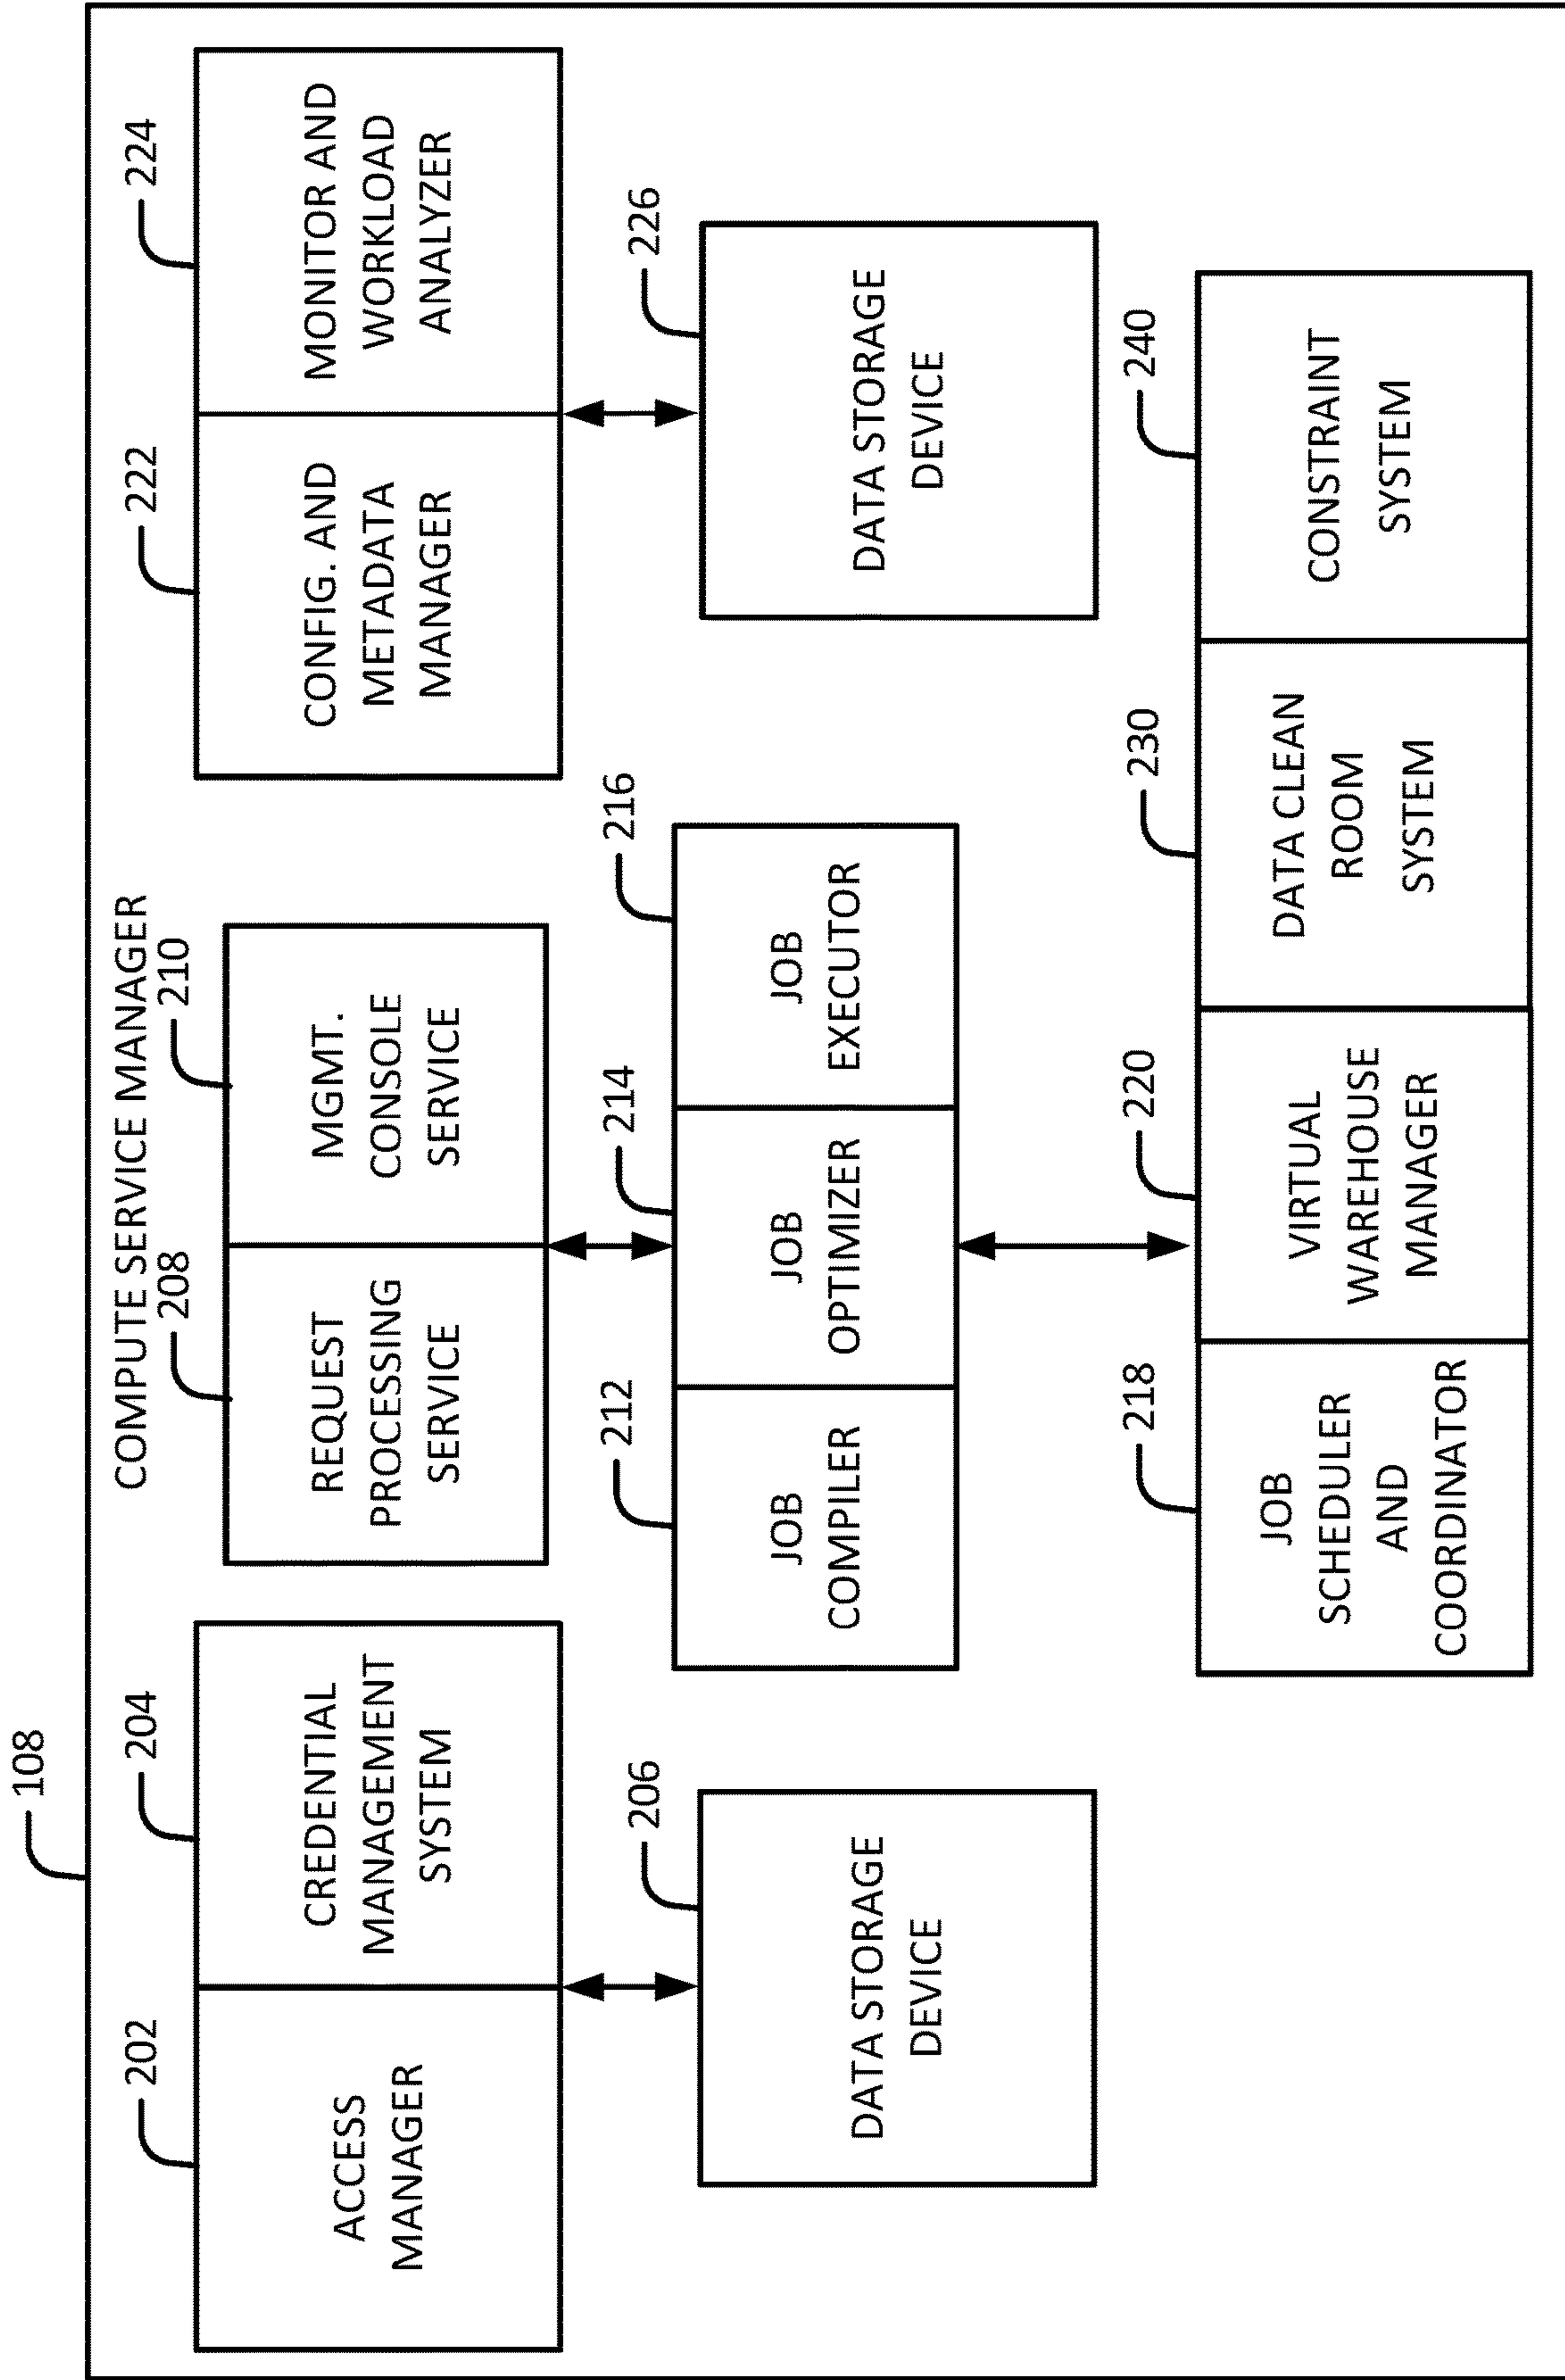 108
COMPUTE SERVICE MANAGER
202
ACCESS
MANAGER
204
CREDENTIAL
MANAGEMENT
SYSTEM
206
DATA STORAGE
DEVICE
208
REQUEST
PROCESSING
SERVICE
210
MGMT.
CONSOLE
SERVICE
212
JOB
COMPILER
214
JOB
OPTIMIZER
216
JOB
EXECUTOR
218
JOB
SCHEDULER
AND
COORDINATOR
220
VIRTUAL
WAREHOUSE
MANAGER
230
DATA CLEAN
ROOM
SYSTEM
240
CONSTRAINT
SYSTEM
222
CONFIG. AND
METADATA
MANAGER
224
MONITOR AND
WORKLOAD
ANALYZER
226
DATA STORAGE
DEVICE